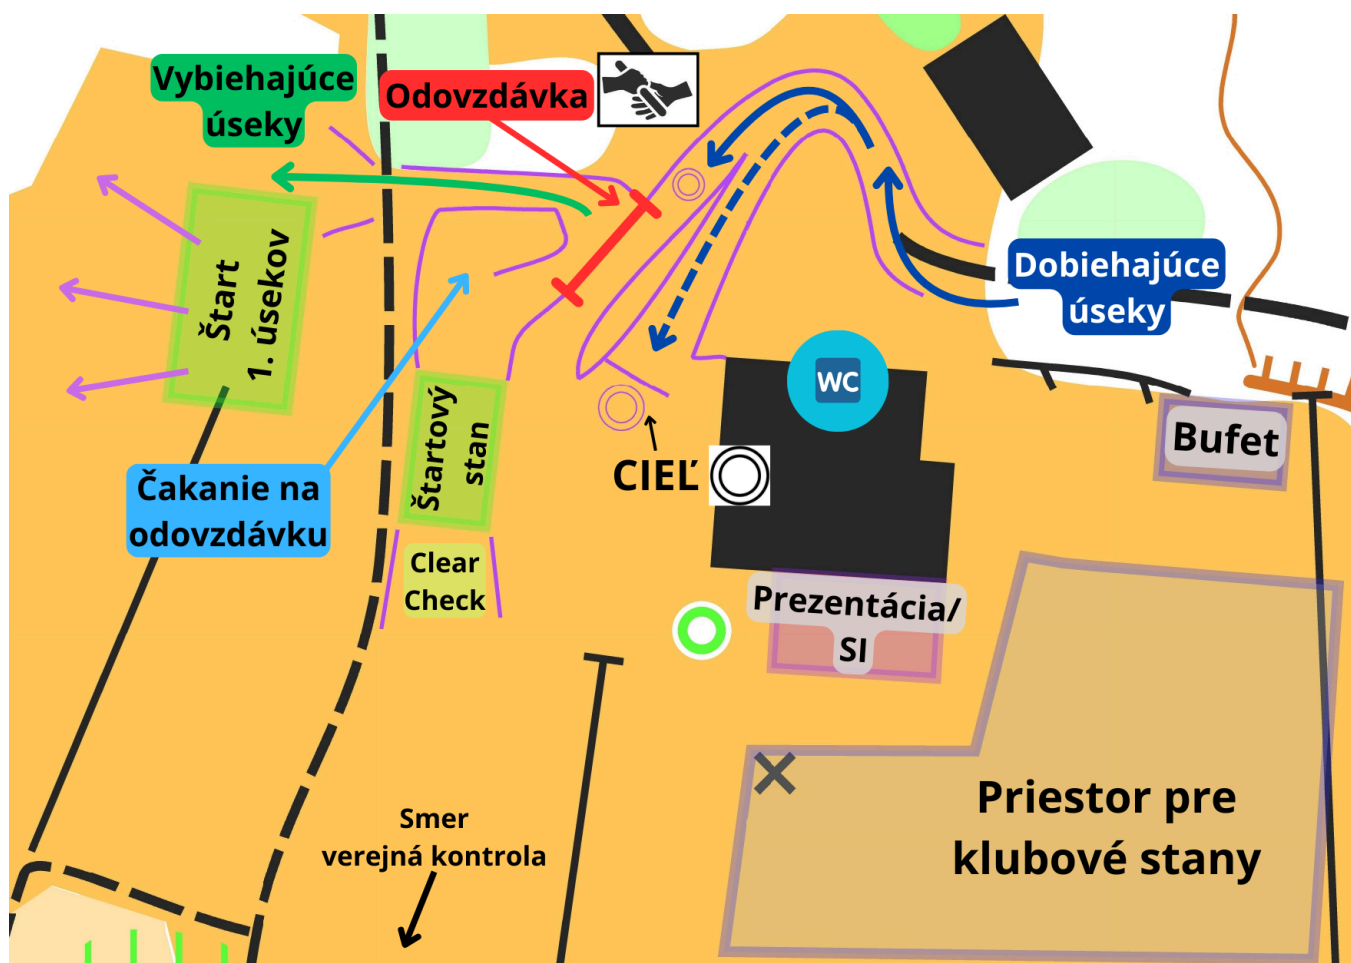 Vybiehajúce
úseky
Odovzdávka
Dobiehajúce
úseky
Štart
1. úsekov
WC
Štartový
stan
Bufet
CIEĽ
Čakanie na
odovzdávku
Clear
Check
Prezentácia/
SI
Smer
verejná kontrola
Priestor pre
klubové stany